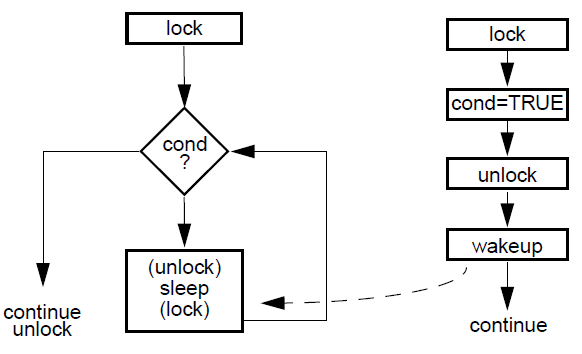 lock
cond
?
(unlock)
sleep
(lock)
continue
unlock
lock
cond=TRUE
unlock
wakeup
continue